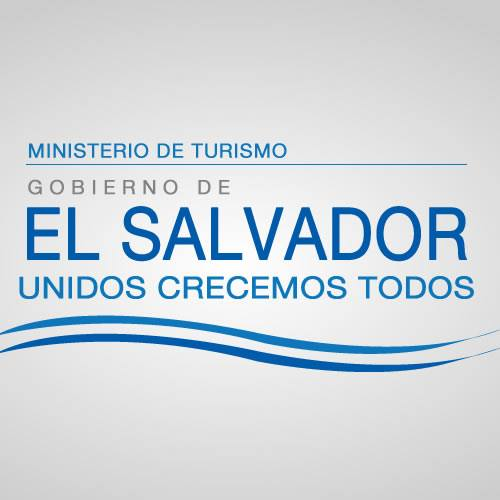 MINISTERIO DE TURISMO
GOBIERNO DE
EL SALVADOR
UNIDOS CRECEMOS TODOS